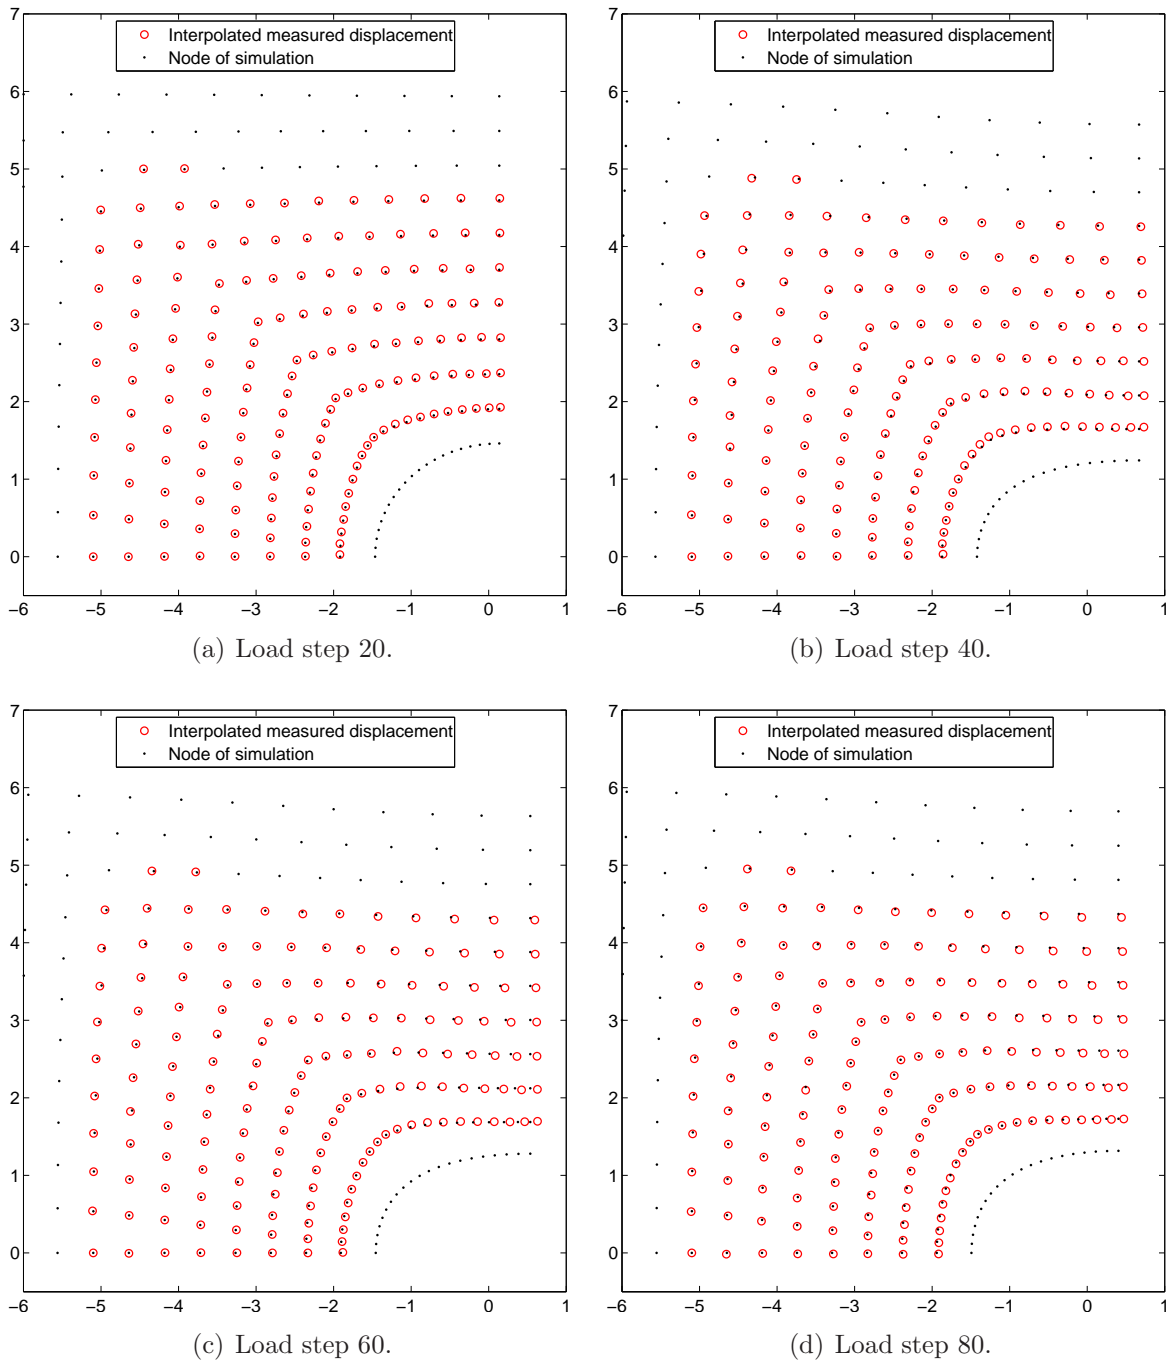 7
6
5
4
3
2
1
0
Interpolated measured displacement
Node of simulation
−6 −5 −4 −3 −2 −1 0 1
(a) Load step 20.
7
6
5
4
3
2
1
0
Interpolated measured displacement
Node of simulation
−6 −5 −4 −3 −2 −1 0 1
(b) Load step 40.
7
6
5
4
3
2
1
0
Interpolated measured displacement
Node of simulation
−6 −5 −4 −3 −2 −1 0 1
(c) Load step 60.
7
6
5
4
3
2
1
0
Interpolated measured displacement
Node of simulation
−6 −5 −4 −3 −2 −1 0 1
(d) Load step 80.